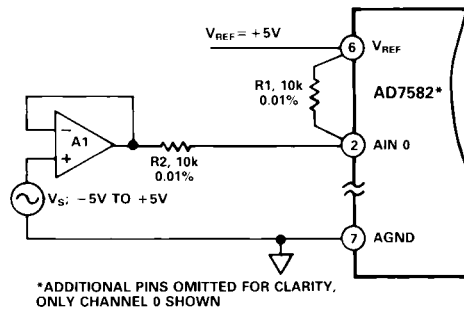 V_REF = +5V
6
V_REF
R1, 10k
0.01%
AD7582*
A1
−
+
R2, 10k
0.01%
2
AIN 0
V_S; −5V TO +5V
7
AGND
*ADDITIONAL PINS OMITTED FOR CLARITY,
ONLY CHANNEL 0 SHOWN